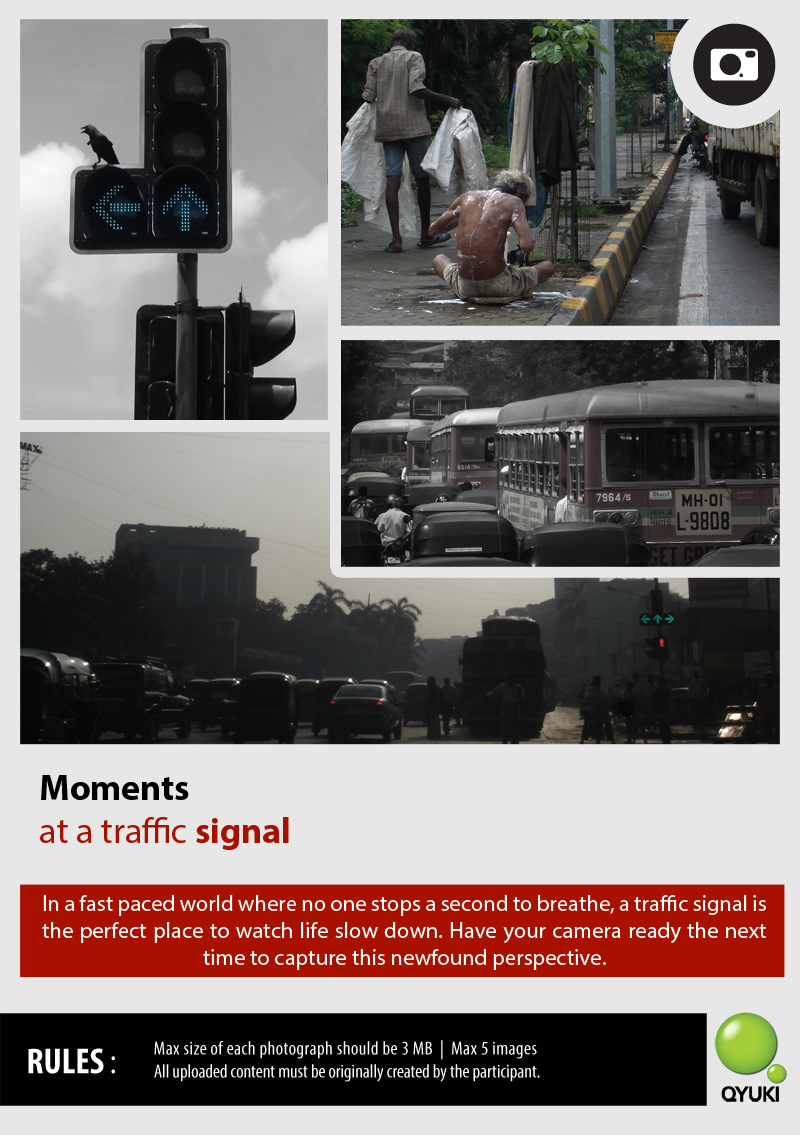 MAX
7964/S
MH-01
L-9808
6514
GET
Moments
at a traffic signal
In a fast paced world where no one stops a second to breathe, a traffic signal is
the perfect place to watch life slow down. Have your camera ready the next
time to capture this newfound perspective.
RULES :
Max size of each photograph should be 3 MB | Max 5 images
All uploaded content must be originally created by the participant.
QYUKI